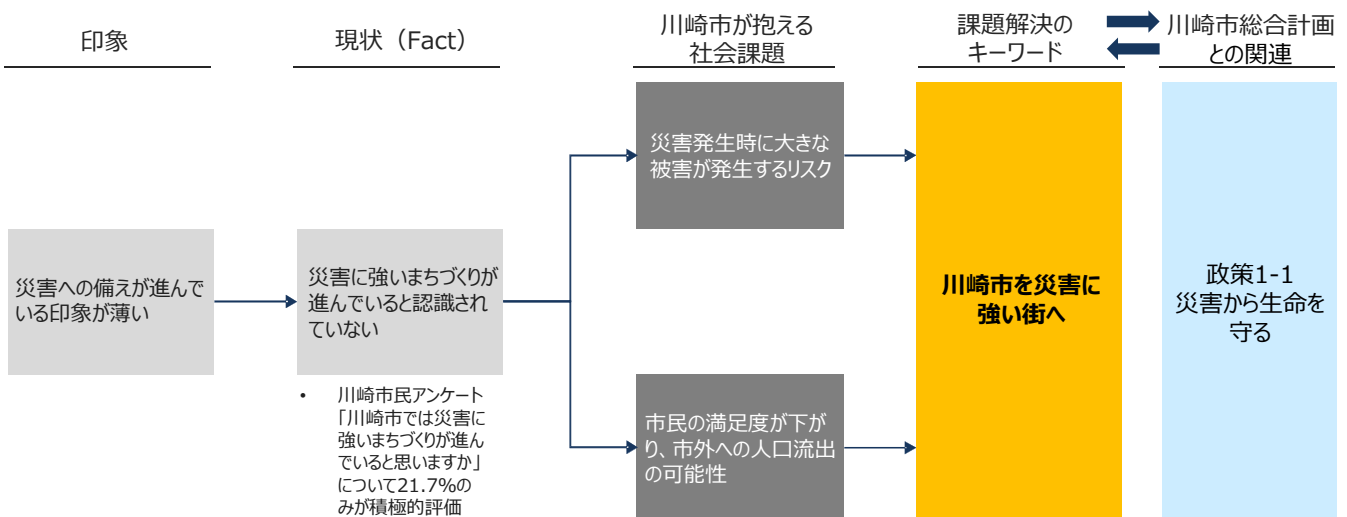 印象
現状（Fact）
川崎市が抱える
社会課題
課題解決の
キーワード
川崎市総合計画
との関連
災害への備えが進んで
いる印象が薄い
災害に強いまちづくりが
進んでいると認識され
ていない
• 川崎市民アンケート
「川崎市では災害に
強いまちづくりが進ん
でいると思いますか」
について21.7%の
みが積極的評価
災害発生時に大きな
被害が発生するリスク
市民の満足度が下が
り、市外への人口流出
の可能性
川崎市を災害に
強い街へ
政策1-1
災害から生命を
守る